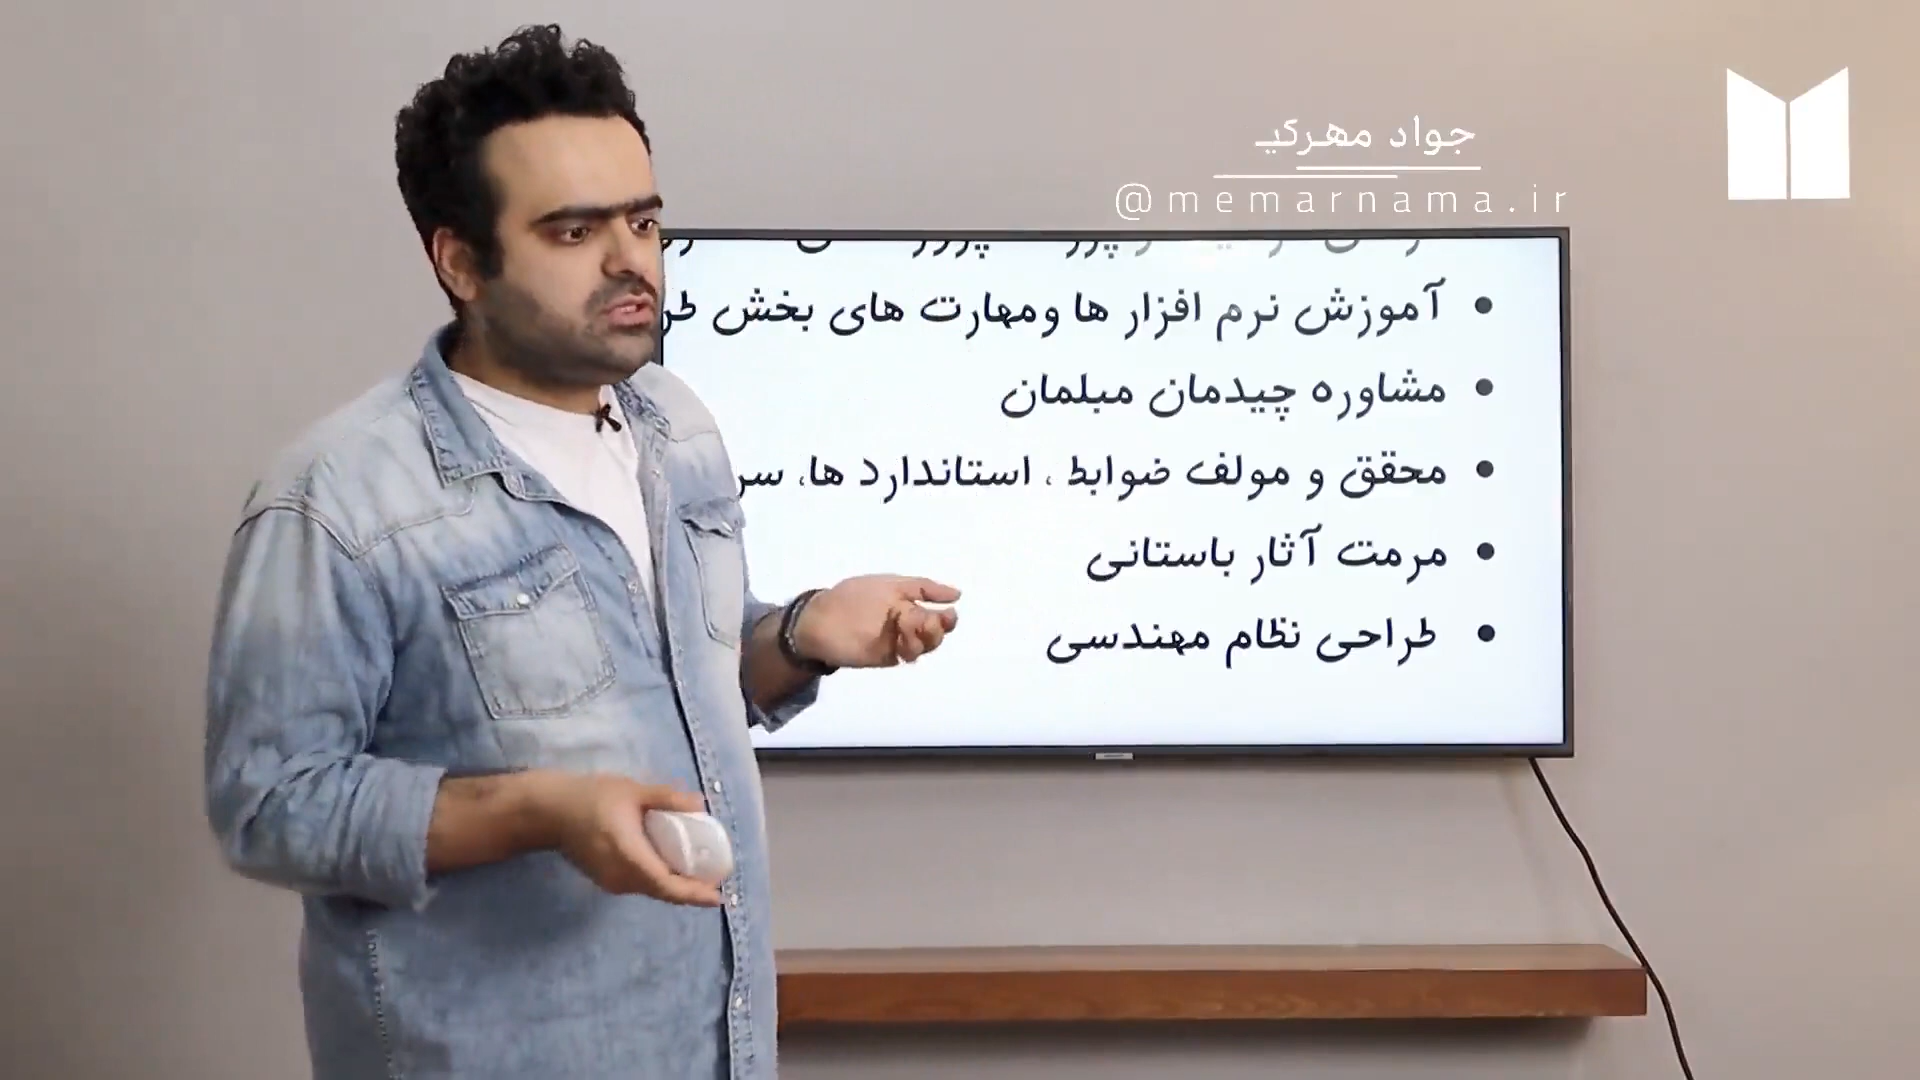 جواد مهرکیـ
@memarnama.ir
آموزش نرم افزار ها ومهارت های بخش
مشاوره چیدمان مبلمان
محقق و مولف ضوابط ، استاندارد ها،
مرمت آثار باستانی
طراحی نظام مهندسی